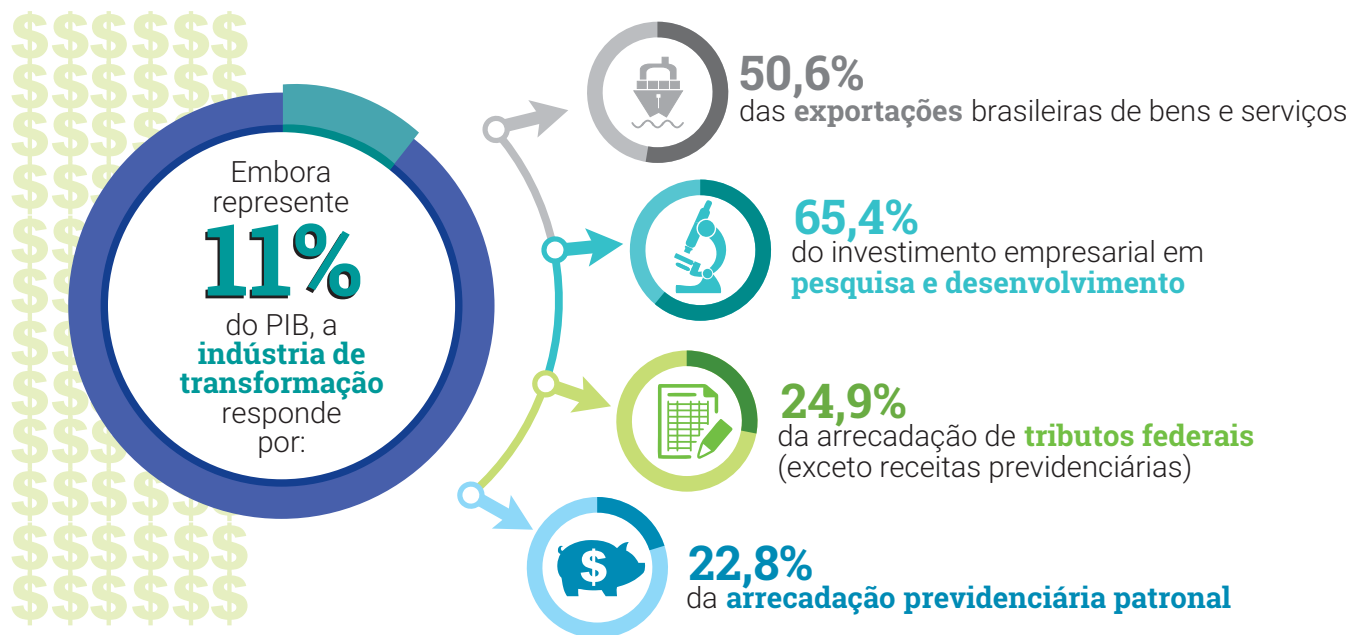 Embora
represente
11%
do PIB, a
indústria de
transformação
responde
por:
50,6%
das exportações brasileiras de bens e serviços
65,4%
do investimento empresarial em
pesquisa e desenvolvimento
24,9%
da arrecadação de tributos federais
(exceto receitas previdenciárias)
$
22,8%
da arrecadação previdenciária patronal